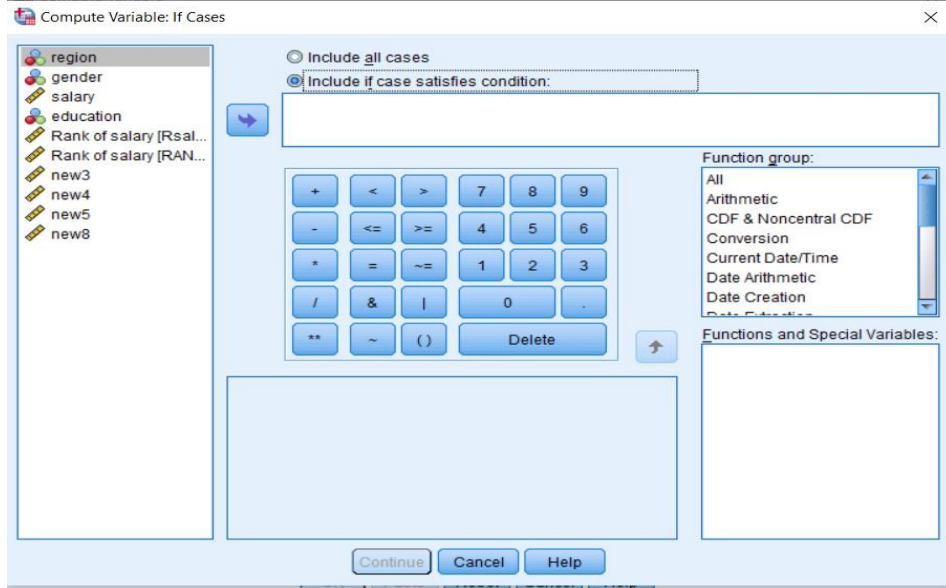 Compute Variable: If Cases
region
gender
salary
education
Rank of salary [Rsal...
Rank of salary [RAN...
new3
new4
new5
new8
Include all cases
Include if case satisfies condition:
+ < > 7 8 9
- <= >= 4 5 6
* = ~= 1 2 3
/ & | 0 .
** ~ ( ) Delete
Function group:
All
Arithmetic
CDF & Noncentral CDF
Conversion
Current Date/Time
Date Arithmetic
Date Creation
Date Extraction
Functions and Special Variables:
Continue Cancel Help